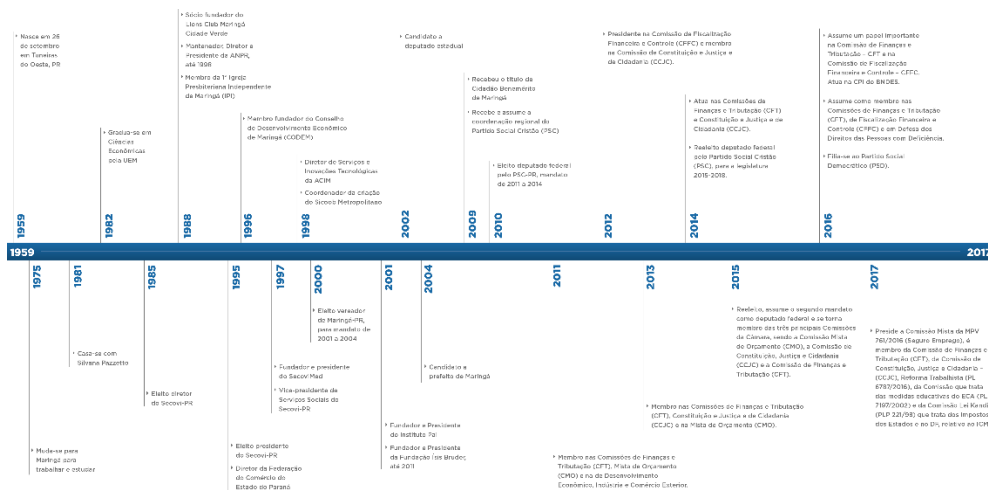 Nasce em 26
de setembro
em Tuneiras
do Oeste, PR
1959
Gradua-se em
Ciências
Econômicas
pela UEM
1982
Sócio fundador do
Lions Club Maringá
Cidade Verde
Mantenedor, Diretor e
Presidente da ANPR,
até 1998
Membro da 1ª Igreja
Presbiteriana Independente
de Maringá (IPI)
1988
Membro fundador do Conselho
de Desenvolvimento Econômico
de Maringá (CODEM)
1996
Diretor de Serviços e
Inovações Tecnológicas
da ACIM
Coordenador da criação
do Sicoob Metropolitano
1998
Candidato a
deputado estadual
2002
Recebeu o título de
Cidadão Benemérito
de Maringá
Recebe e assume a
coordenação regional do
Partido Social Cristão (PSC)
2009
Eleito deputado federal
pelo PSC-PR, mandato
de 2011 a 2014
2010
Presidente na Comissão de Fiscalização
Financeira e Controle (CFFC) e membro
na Comissão de Constituição e Justiça e
de Cidadania (CCJC).
2012
Atua nas Comissões da
Finanças e Tributação (CFT)
e Constituição e Justiça e de
Cidadania (CCJC).
Reeleito deputado federal
pelo Partido Social Cristão
(PSC), para a legislatura
2015-2018.
2014
Assume um papel importante
na Comissão de Finanças e
Tributação - CFT e na
Comissão de Fiscalização
Financeira e Controle - CFFC.
Atua na CPI do BNDES.
Assume como membro nas
Comissões de Finanças e Tributação
(CFT), de Fiscalização Financeira e
Controle (CFFC) e em Defesa dos
Direitos das Pessoas com Deficiência.
Filia-se ao Partido Social
Democrático (PSD).
2016
1959
2017
1975
Muda-se para
Maringá para
trabalhar e estudar
1981
Casa-se com
Silvana Pazzetto
1985
Eleito diretor
do Secovi-PR
1995
Eleito presidente
do Secovi-PR
Diretor da Federação
do Comércio do
Estado do Paraná
1997
Fundador e presidente
do SecoviMed
Vice-presidente de
Serviços Sociais do
Secovi-PR
2000
Eleito vereador
de Maringá-PR,
para mandato de
2001 a 2004
2001
Fundador e Presidente
do Instituto Pai
Fundador e Presidente
da Fundação Ísis Bruder,
até 2011
2004
Candidato a
prefeito de Maringá
2011
Membro nas Comissões de Finanças e
Tributação (CFT), Mista de Orçamento
(CMO) e na de Desenvolvimento
Econômico, Indústria e Comércio Exterior.
2013
Membro nas Comissões de Finanças e Tributação
(CFT), Constituição e Justiça e de Cidadania
(CCJC) e na Mista do Orçamento (CMO).
2015
Reeleito, assume o segundo mandato
como deputado federal e se torna
membro das três principais Comissões
da Câmara, sendo a Comissão Mista
de Orçamento (CMO), a Comissão de
Constituição, Justiça e Cidadania
(CCJC) e a Comissão de Finanças e
Tributação (CFT).
2017
Preside a Comissão Mista da MPV
761/2016 (Seguro Emprego), é
membro da Comissão de Finanças e
Tributação (CFT), da Comissão de
Constituição, Justiça e Cidadania -
(CCJC), Reforma Trabalhista (PL
6787/2016), da Comissão que trata
das medidas educativas do ECA (PL
7197/2002) e da Comissão Lei Kandir
(PLP 221/98) que trata dos Impostos
dos Estados e no DF, relativo ao ICM